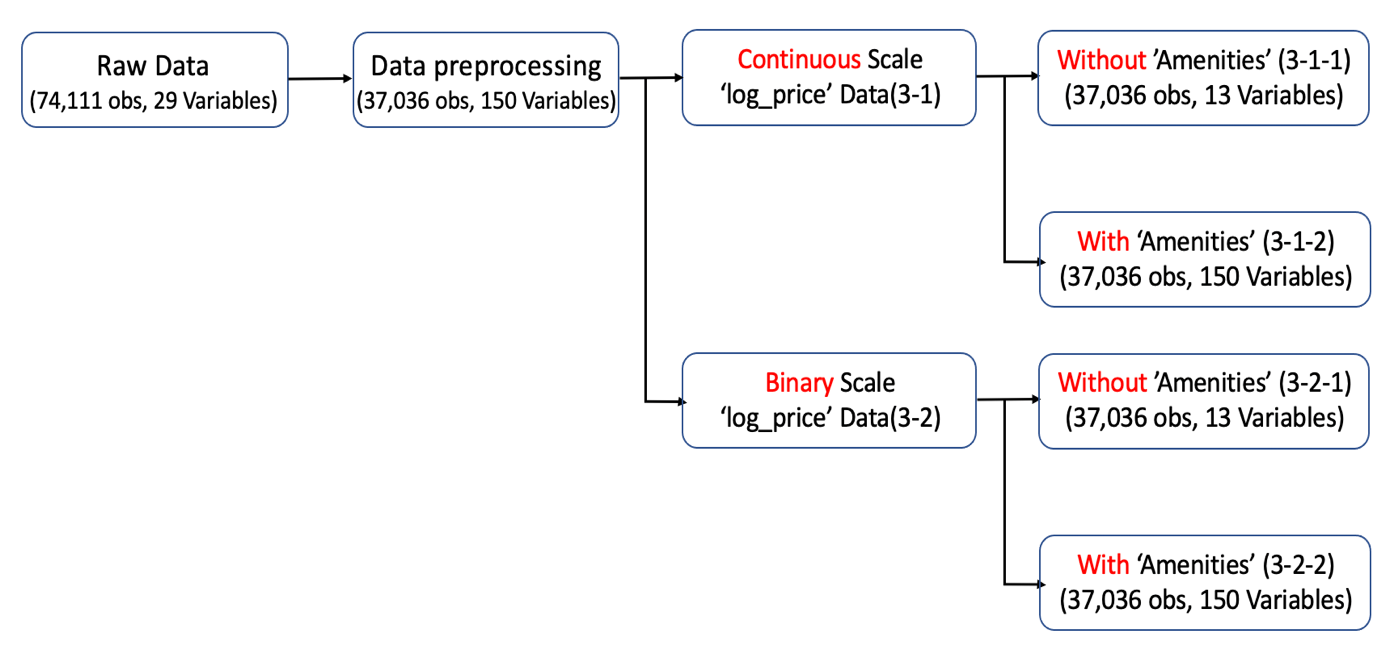 Raw Data
(74,111 obs, 29 Variables)
Data preprocessing
(37,036 obs, 150 Variables)
Continuous Scale
‘log_price’ Data(3-1)
Without ’Amenities’ (3-1-1)
(37,036 obs, 13 Variables)
With ‘Amenities’ (3-1-2)
(37,036 obs, 150 Variables)
Binary Scale
‘log_price’ Data(3-2)
Without ’Amenities’ (3-2-1)
(37,036 obs, 13 Variables)
With ‘Amenities’ (3-2-2)
(37,036 obs, 150 Variables)